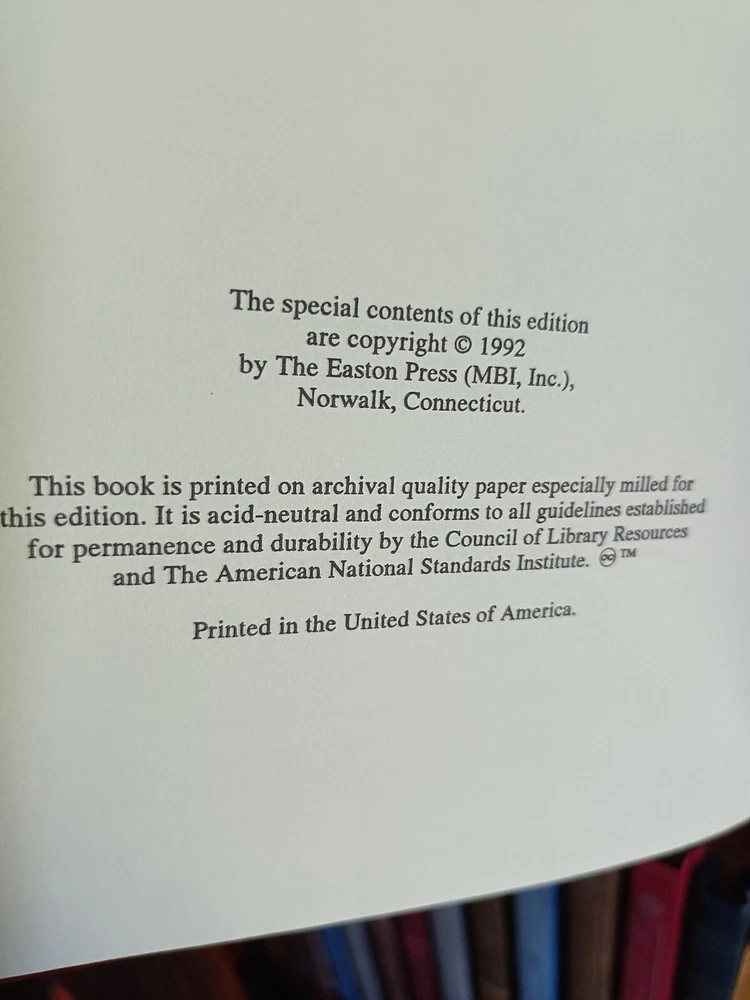 The special contents of this edition
are copyright © 1992
by The Easton Press (MBI, Inc.),
Norwalk, Connecticut.
This book is printed on archival quality paper especially milled for
this edition. It is acid-neutral and conforms to all guidelines established
for permanence and durability by the Council of Library Resources
and The American National Standards Institute. ♾™
Printed in the United States of America.